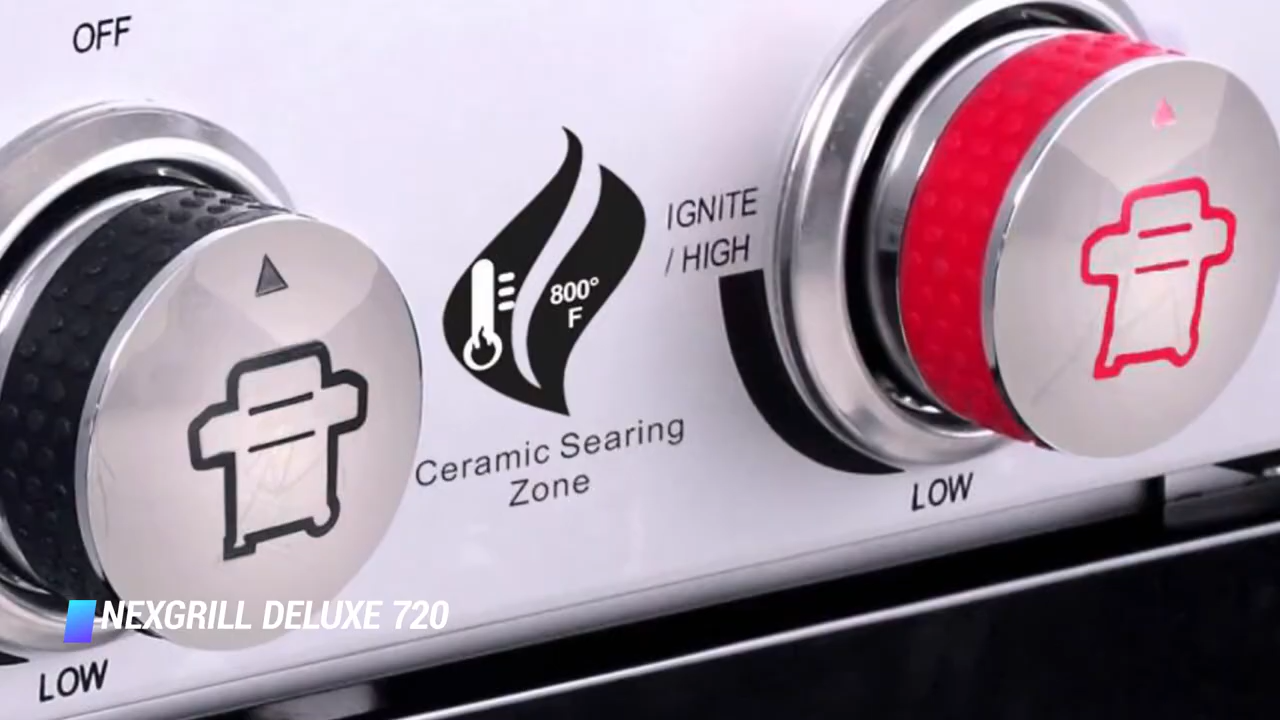 OFF
IGNITE
/ HIGH
800°
F
Ceramic Searing
Zone
LOW
NEXGRILL DELUXE 720
LOW